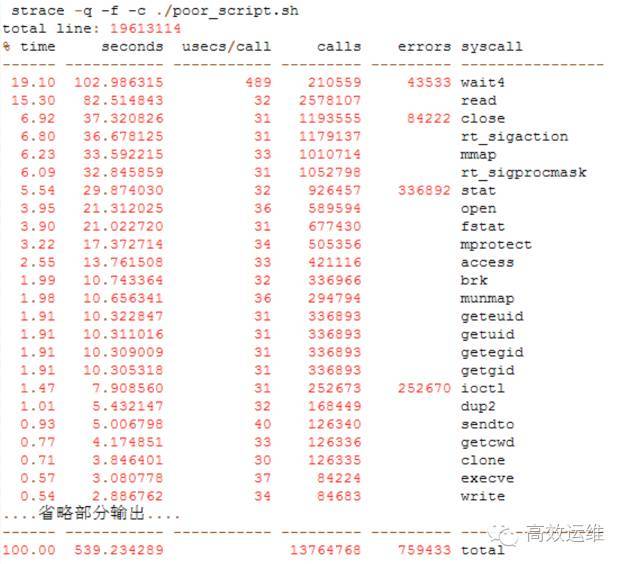 strace -q -f -c ./poor_script.sh
total line: 19613114
% time seconds usecs/call calls errors syscall
------ ----------- ----------- --------- --------- ----------------
19.10 102.986315 489 210559 43533 wait4
15.30 82.514843 32 2578107 read
6.92 37.320826 31 1193555 84222 close
6.80 36.678125 31 1179137 rt_sigaction
6.23 33.592215 33 1010714 mmap
6.09 32.845859 31 1052798 rt_sigprocmask
5.54 29.874030 32 926457 336892 stat
3.95 21.312025 36 589594 open
3.90 21.022720 31 677430 fstat
3.22 17.372714 34 505356 mprotect
2.55 13.761508 33 421116 access
1.99 10.743364 32 336966 brk
1.98 10.656341 36 294794 munmap
1.91 10.322847 31 336893 geteuid
1.91 10.311016 31 336893 getuid
1.91 10.309009 31 336893 getegid
1.91 10.305318 31 336893 getgid
1.47 7.908560 31 252673 252670 ioctl
1.01 5.432147 32 168449 dup2
0.93 5.006798 40 126340 sendto
0.77 4.174851 33 126336 getcwd
0.71 3.846401 30 126335 clone
0.57 3.080778 37 84224 execve
0.54 2.886762 34 84683 write
....省略部分输出....
------ ----------- ----------- --------- --------- ----------------
100.00 539.234289 13764768 759433 total
高效运维